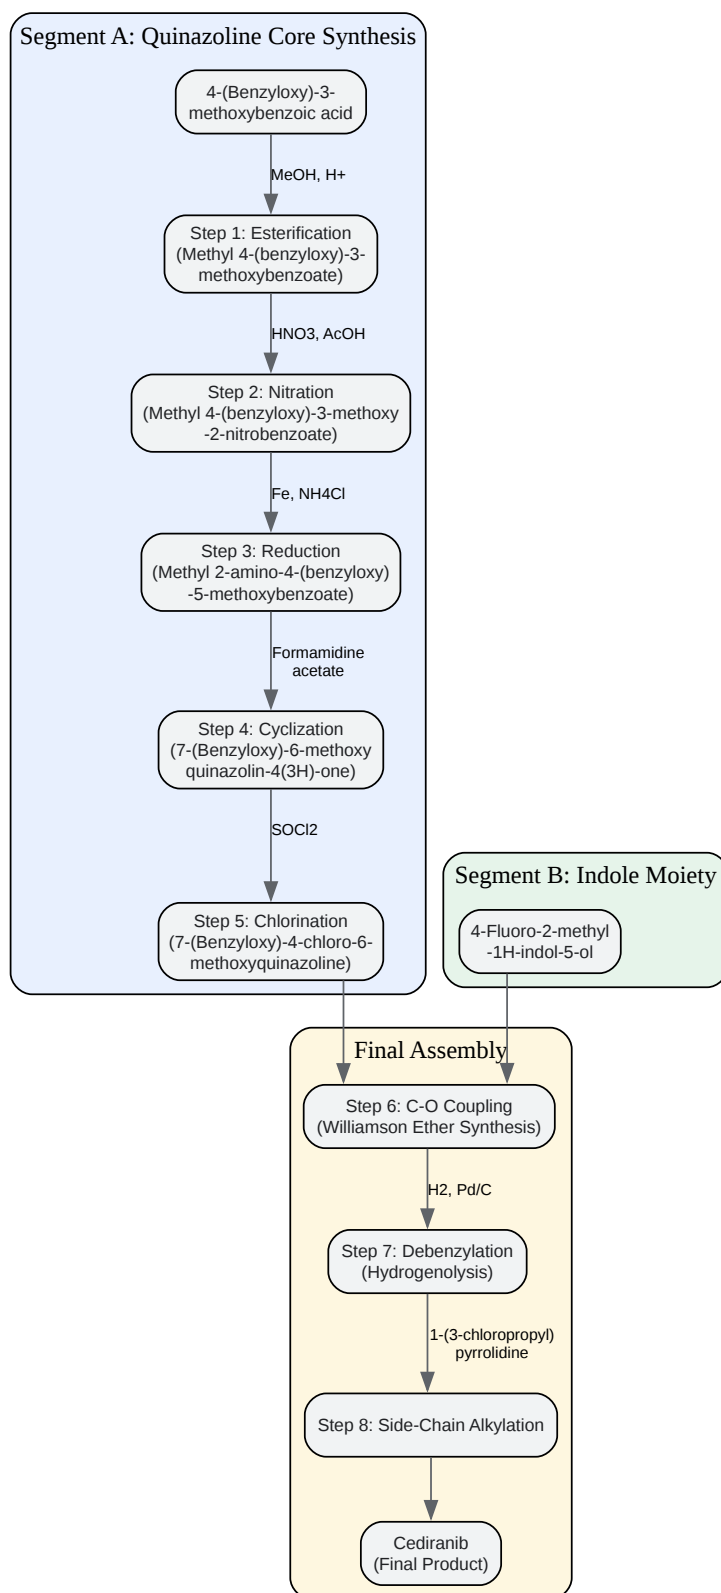 Segment A: Quinazoline Core Synthesis
4-(Benzyloxy)-3-
methoxybenzoic acid
MeOH, H+
Step 1: Esterification
(Methyl 4-(benzyloxy)-3-
methoxybenzoate)
HNO3, AcOH
Step 2: Nitration
(Methyl 4-(benzyloxy)-3-methoxy
-2-nitrobenzoate)
Fe, NH4Cl
Step 3: Reduction
(Methyl 2-amino-4-(benzyloxy)
-5-methoxybenzoate)
Formamidine
acetate
Step 4: Cyclization
(7-(Benzyloxy)-6-methoxy
quinazolin-4(3H)-one)
SOCl2
Step 5: Chlorination
(7-(Benzyloxy)-4-chloro-6-
methoxyquinazoline)
Segment B: Indole Moiety
4-Fluoro-2-methyl
-1H-indol-5-ol
Final Assembly
Step 6: C-O Coupling
(Williamson Ether Synthesis)
H2, Pd/C
Step 7: Debenzylation
(Hydrogenolysis)
1-(3-chloropropyl)
pyrrolidine
Step 8: Side-Chain Alkylation
Cediranib
(Final Product)